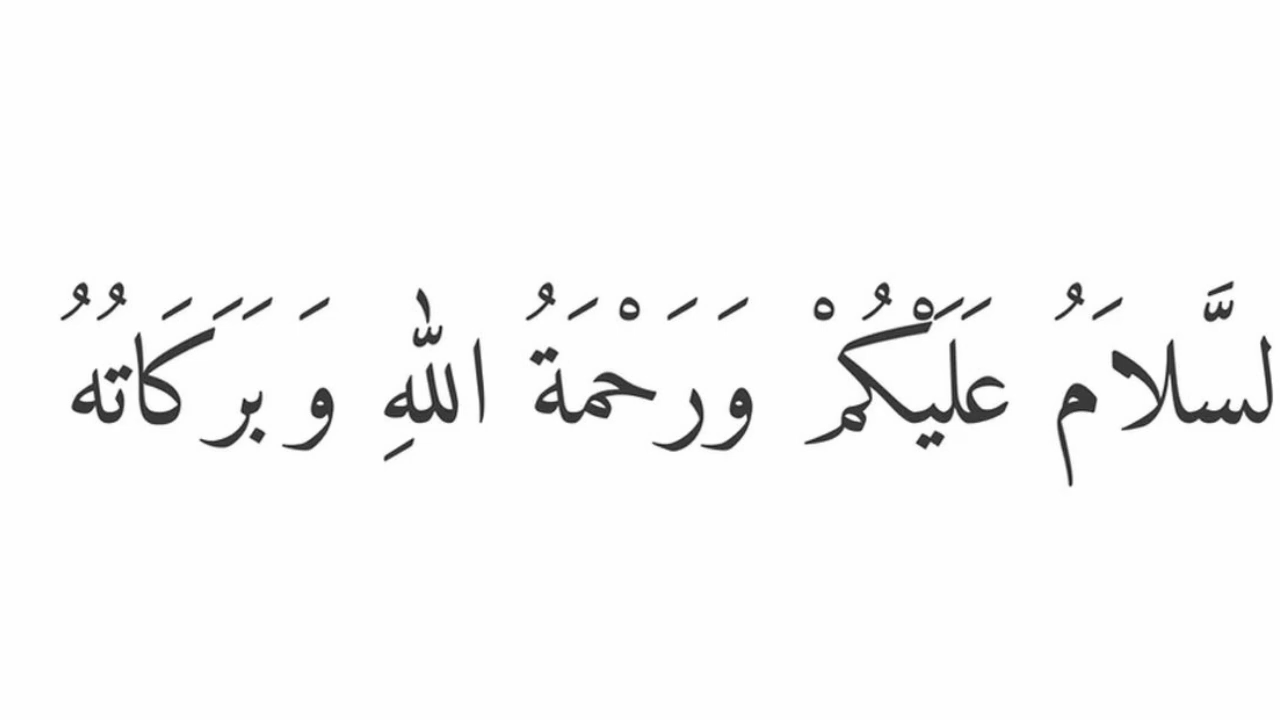 لسَّلَامُ عَلَيْكُمْ وَرَحْمَةُ اللّٰهِ وَ بَرَكَاتُهُ